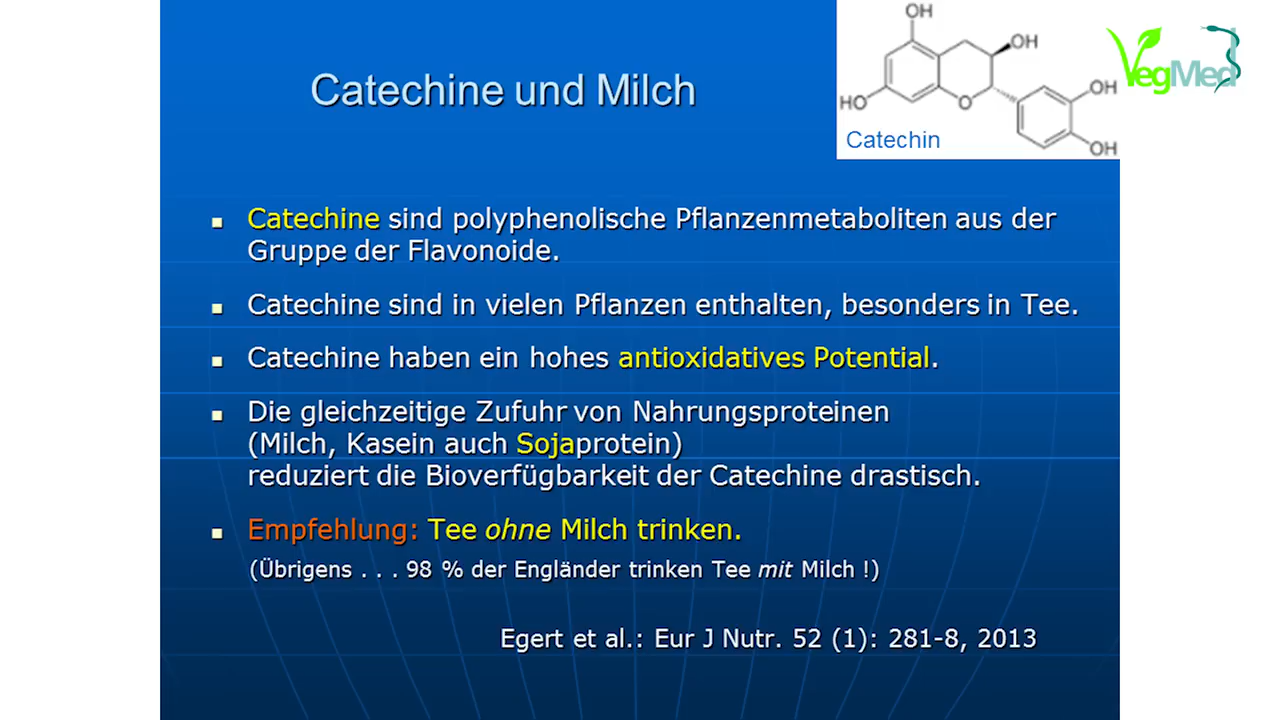 Catechine und Milch
OH
OH
HO
O
OH
OH
Catechin
VegMed
Catechine sind polyphenolische Pflanzenmetaboliten aus der
Gruppe der Flavonoide.
Catechine sind in vielen Pflanzen enthalten, besonders in Tee.
Catechine haben ein hohes antioxidatives Potential.
Die gleichzeitige Zufuhr von Nahrungsproteinen
(Milch, Kasein auch Sojaprotein)
reduziert die Bioverfügbarkeit der Catechine drastisch.
Empfehlung: Tee ohne Milch trinken.
(Übrigens . . . 98 % der Engländer trinken Tee mit Milch !)
Egert et al.: Eur J Nutr. 52 (1): 281-8, 2013